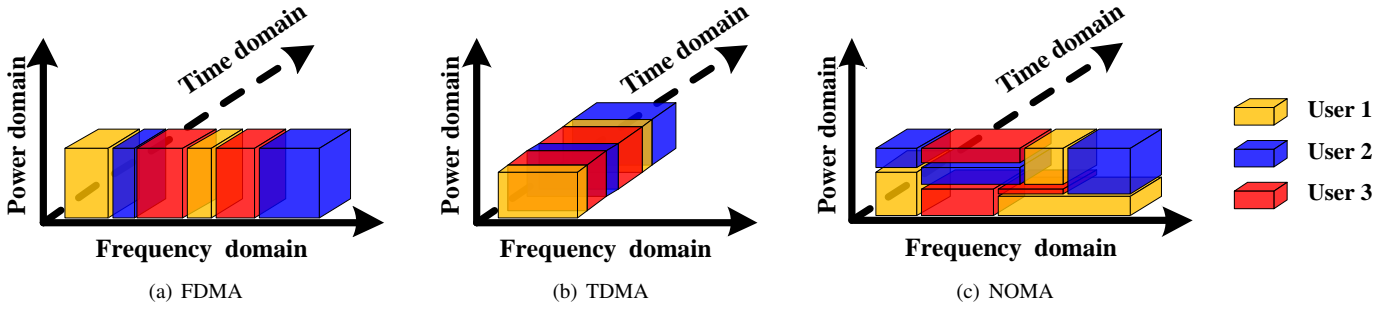 Power domain
Time domain
Frequency domain
(a) FDMA
Power domain
Time domain
Frequency domain
(b) TDMA
Power domain
Time domain
Frequency domain
(c) NOMA
User 1
User 2
User 3